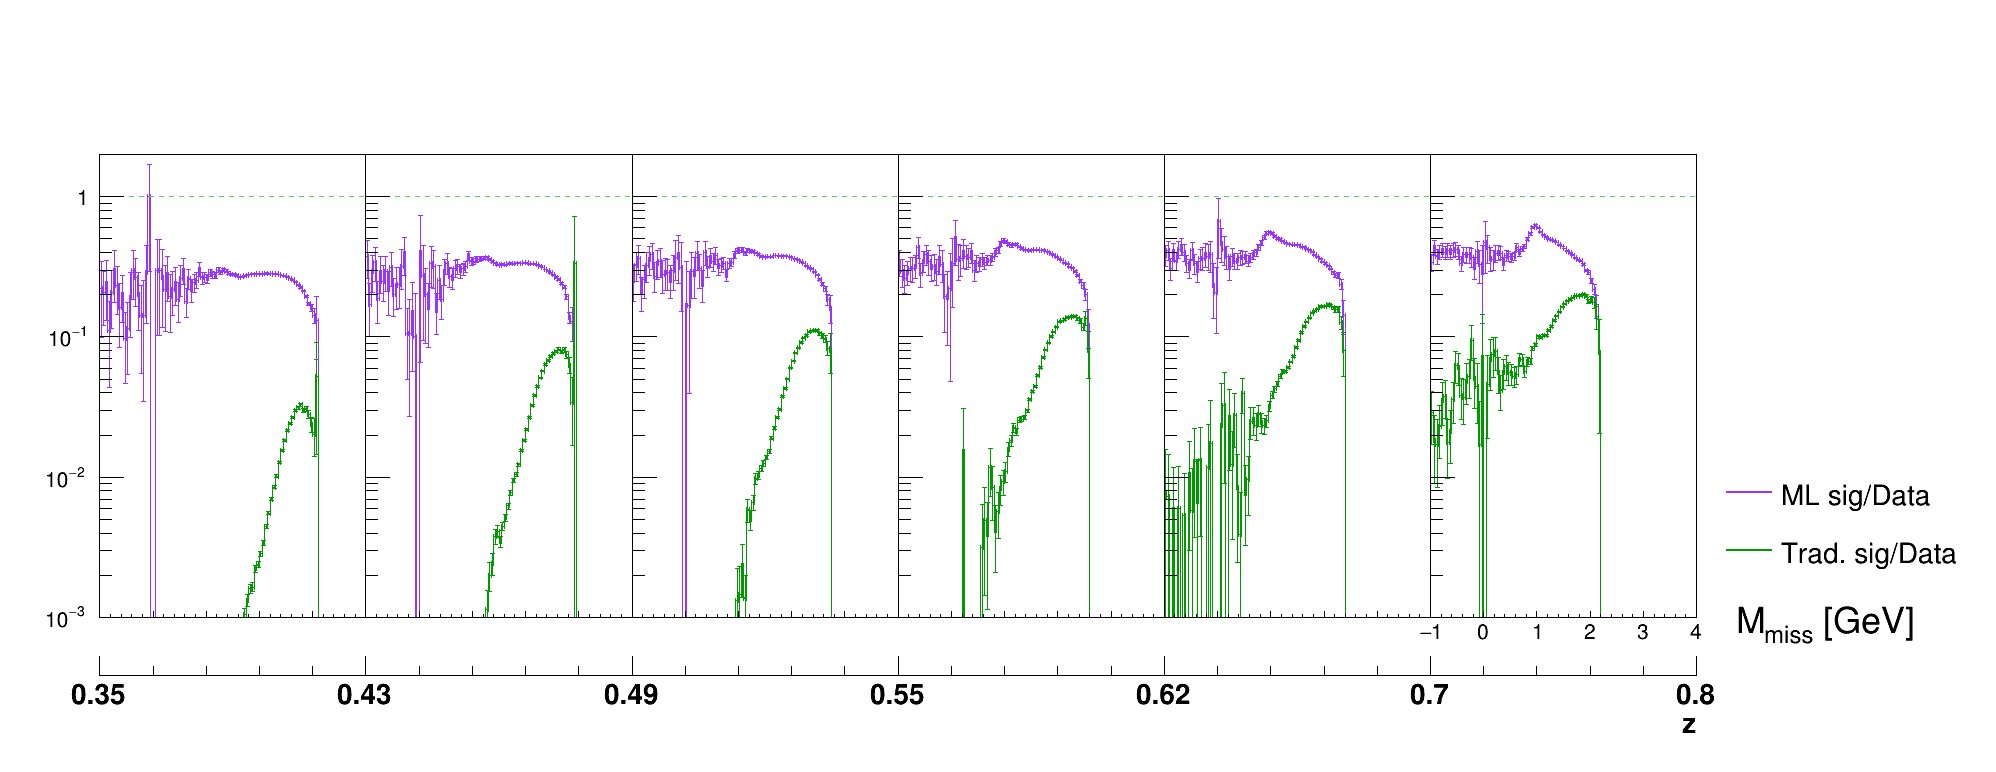 1
10⁻¹
10⁻²
10⁻³
ML sig/Data
Trad. sig/Data
−1 0 1 2 3 4
M_miss [GeV]
0.35 0.43 0.49 0.55 0.62 0.7 0.8
z